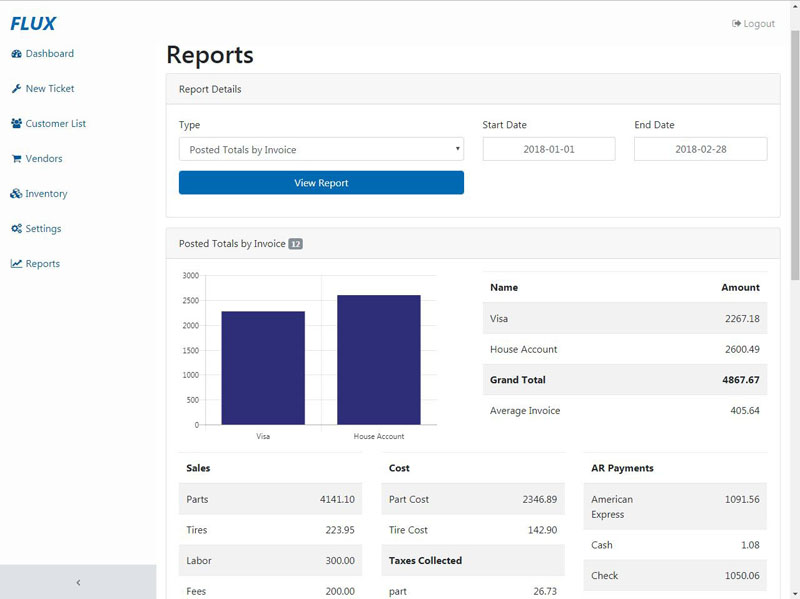 FLUX
Logout
Dashboard
New Ticket
Customer List
Vendors
Inventory
Settings
Reports
Reports
Report Details
Type
Start Date
End Date
Posted Totals by Invoice
2018-01-01
2018-02-28
View Report
Posted Totals by Invoice 12
3000
2500
2000
1500
1000
500
0
Visa
House Account
Name Amount
Visa 2267.18
House Account 2600.49
Grand Total 4867.67
Average Invoice 405.64
Sales
Parts 4141.10
Tires 223.95
Labor 300.00
Fees 200.00
Cost
Part Cost 2346.89
Tire Cost 142.90
Taxes Collected
part 26.73
AR Payments
American 1091.56
Express
Cash 1.08
Check 1050.06